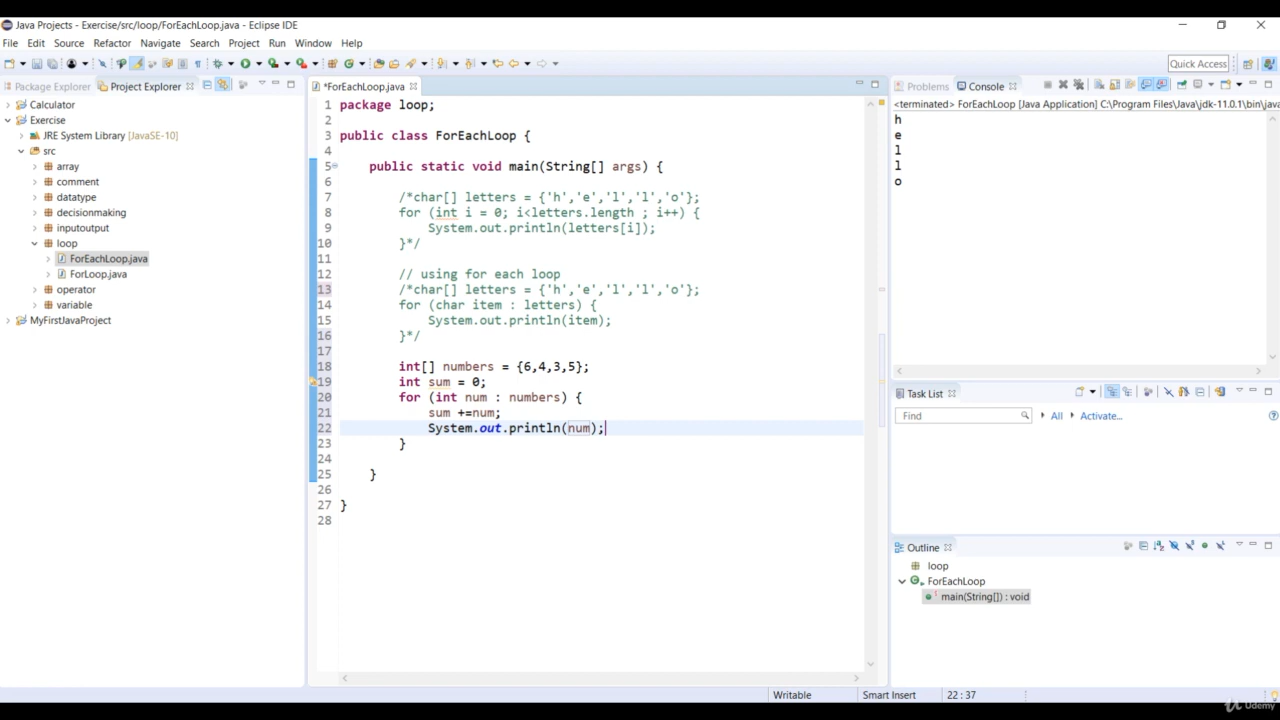 Java Projects - Exercise/src/loop/ForEachLoop.java - Eclipse IDE
File Edit Source Refactor Navigate Search Project Run Window Help
Quick Access
Package Explorer
Project Explorer
Calculator
Exercise
JRE System Library [JavaSE-10]
src
array
comment
datatype
decisionmaking
inputoutput
loop
ForEachLoop.java
ForLoop.java
operator
variable
MyFirstJavaProject
*ForEachLoop.java
1 package loop;
2
3 public class ForEachLoop {
4
5 public static void main(String[] args) {
6
7 /*char[] letters = {'h','e','l','l','o'};
8 for (int i = 0; i<letters.length ; i++) {
9 System.out.println(letters[i]);
10 }*/
11
12 // using for each loop
13 /*char[] letters = {'h','e','l','l','o'};
14 for (char item : letters) {
15 System.out.println(item);
16 }*/
17
18 int[] numbers = {6,4,3,5};
19 int sum = 0;
20 for (int num : numbers) {
21 sum +=num;
22 System.out.println(num);
23 }
24
25 }
26
27 }
28
Problems
Console
<terminated> ForEachLoop [Java Application] C:\Program Files\Java\jdk-11.0.1\bin\java
h
e
l
l
o
Task List
Find
All
Activate...
Outline
loop
ForEachLoop
main(String[]) : void
Writable
Smart Insert
22 : 37
Udemy